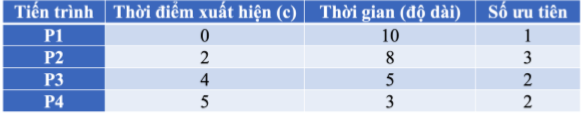 Tiến trình Thời điểm xuất hiện (c) Thời gian (độ dài) Số ưu tiên
P1 0 10 1
P2 2 8 3
P3 4 5 2
P4 5 3 2